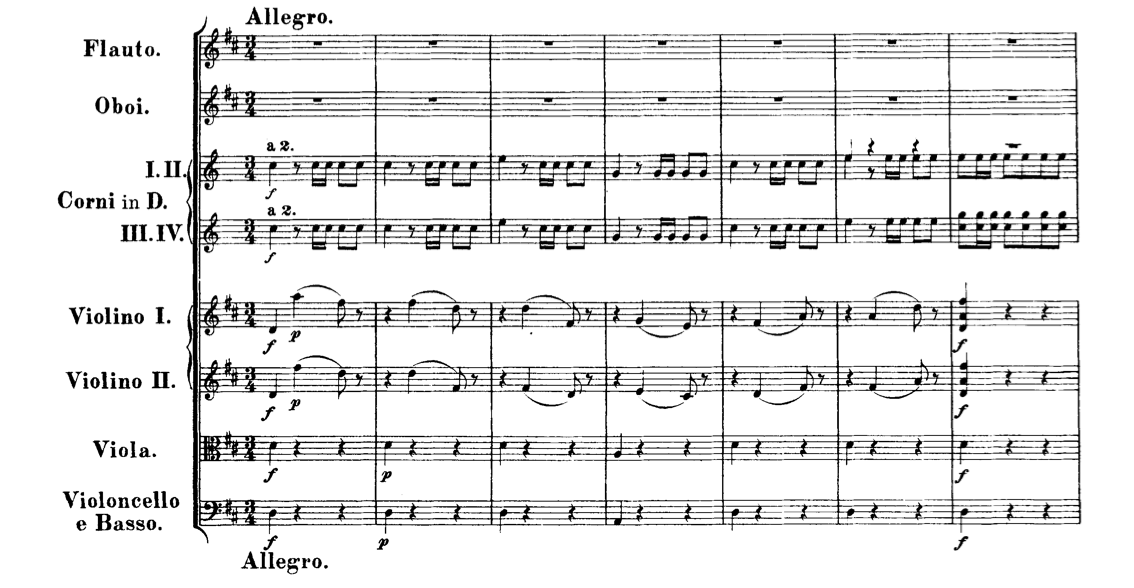 Allegro.
Flauto.
Oboi.
a 2.
I.II.
f
Corni in D.
a 2.
III.IV.
f
Violino I.
f p f
Violino II.
f p f
Viola.
f p f
Violoncello
e Basso.
f p f
Allegro.